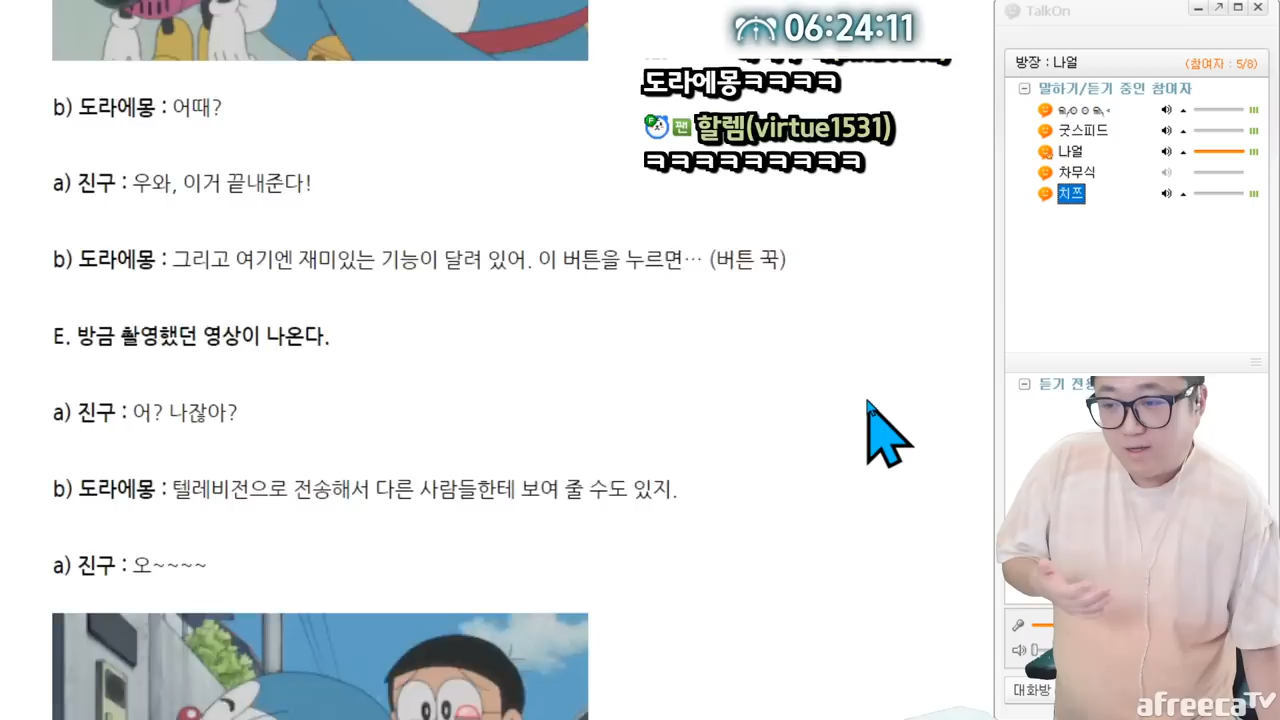 06:24:11
도라에몽ㅋㅋㅋㅋ
F 찐 할렘(virtue1531)
ㅋㅋㅋㅋㅋㅋㅋㅋㅋ
b) 도라에몽 : 어때?
a) 진구 : 우와, 이거 끝내준다!
b) 도라에몽 : 그리고 여기엔 재미있는 기능이 달려 있어. 이 버튼을 누르면… (버튼 꾹)
E. 방금 촬영했던 영상이 나온다.
a) 진구 : 어? 나잖아?
b) 도라에몽 : 텔레비전으로 전송해서 다른 사람들한테 보여 줄 수도 있지.
a) 진구 : 오~~~~
TalkOn
방장 : 나얼
(참여자 : 5/8)
말하기/듣기 중인 참여자
굿스피드
나얼
차무식
치쯔
듣기 전용
대화방
afreecaTV